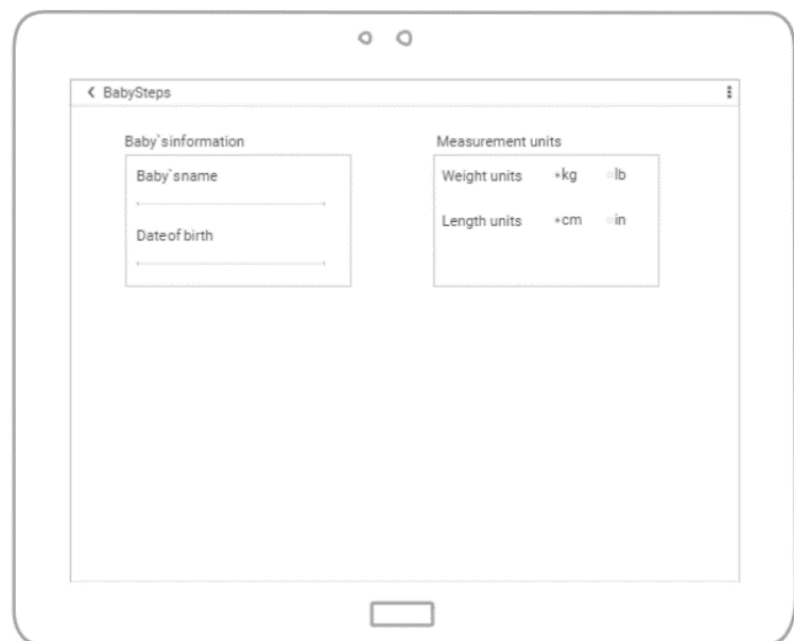 BabySteps
Baby`sinformation
Baby`sname
Dateofbirth
Measurement units
Weight units kg lb
Length units cm in